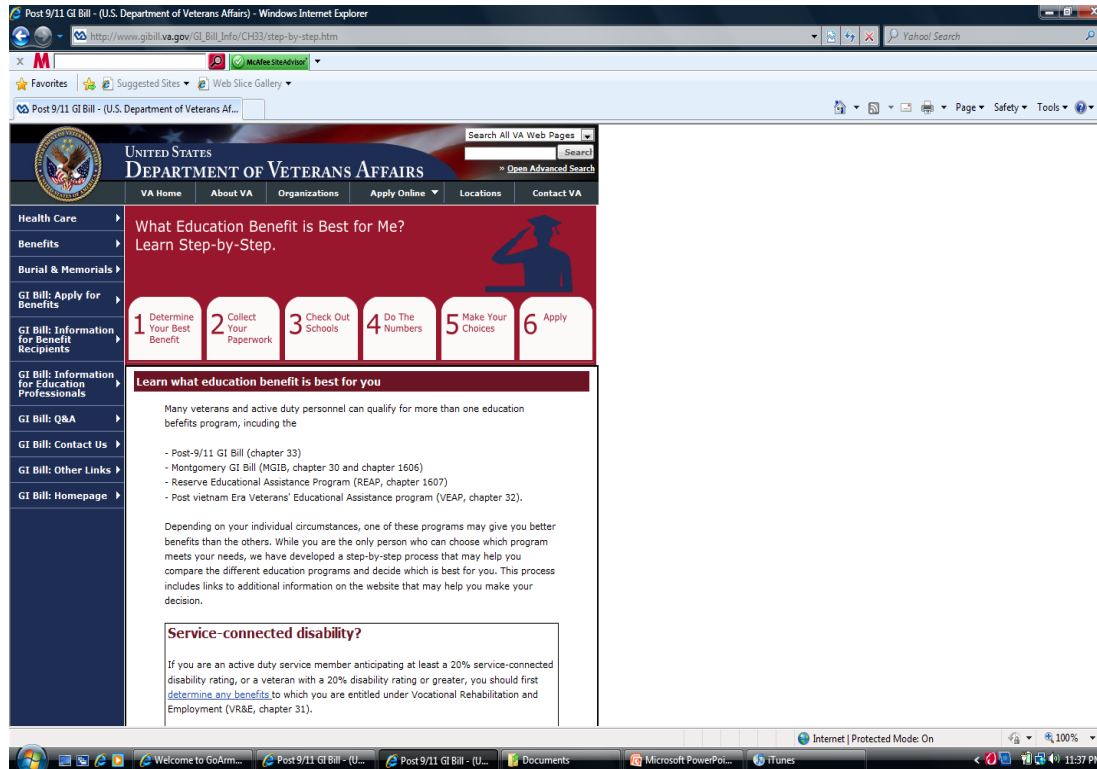 Post 9/11 GI Bill - (U.S. Department of Veterans Affairs) - Windows Internet Explorer
http://www.gibill.va.gov/GI_Bill_Info/CH33/step-by-step.htm
Yahoo! Search
x M
McAfee SiteAdvisor
Favorites
Suggested Sites
Web Slice Gallery
Post 9/11 GI Bill - (U.S. Department of Veterans Af...
Page
Safety
Tools
Search All VA Web Pages
Search
» Open Advanced Search
UNITED STATES
DEPARTMENT OF VETERANS AFFAIRS
VA Home
About VA
Organizations
Apply Online
Locations
Contact VA
Health Care
Benefits
Burial & Memorials
GI Bill: Apply for
Benefits
GI Bill: Information
for Benefit
Recipients
GI Bill: Information
for Education
Professionals
GI Bill: Q&A
GI Bill: Contact Us
GI Bill: Other Links
GI Bill: Homepage
What Education Benefit is Best for Me?
Learn Step-by-Step.
1 Determine
Your Best
Benefit
2 Collect
Your
Paperwork
3 Check Out
Schools
4 Do The
Numbers
5 Make Your
Choices
6 Apply
Learn what education benefit is best for you
Many veterans and active duty personnel can qualify for more than one education
befefits program, incuding the
- Post-9/11 GI Bill (chapter 33)
- Montgomery GI Bill (MGIB, chapter 30 and chapter 1606)
- Reserve Educational Assistance Program (REAP, chapter 1607)
- Post vietnam Era Veterans' Educational Assistance program (VEAP, chapter 32).
Depending on your individual circumstances, one of these programs may give you better
benefits than the others. While you are the only person who can choose which program
meets your needs, we have developed a step-by-step process that may help you
compare the different education programs and decide which is best for you. This process
includes links to additional information on the website that may help you make your
decision.
Service-connected disability?
If you are an active duty service member anticipating at least a 20% service-connected
disability rating, or a veteran with a 20% disability rating or greater, you should first
determine any benefits to which you are entitled under Vocational Rehabilitation and
Employment (VR&E, chapter 31).
Internet | Protected Mode: On
100%
Welcome to GoArm...
Post 9/11 GI Bill - (U...
Post 9/11 GI Bill - (U...
Documents
Microsoft PowerPoi...
iTunes
11:37 PM